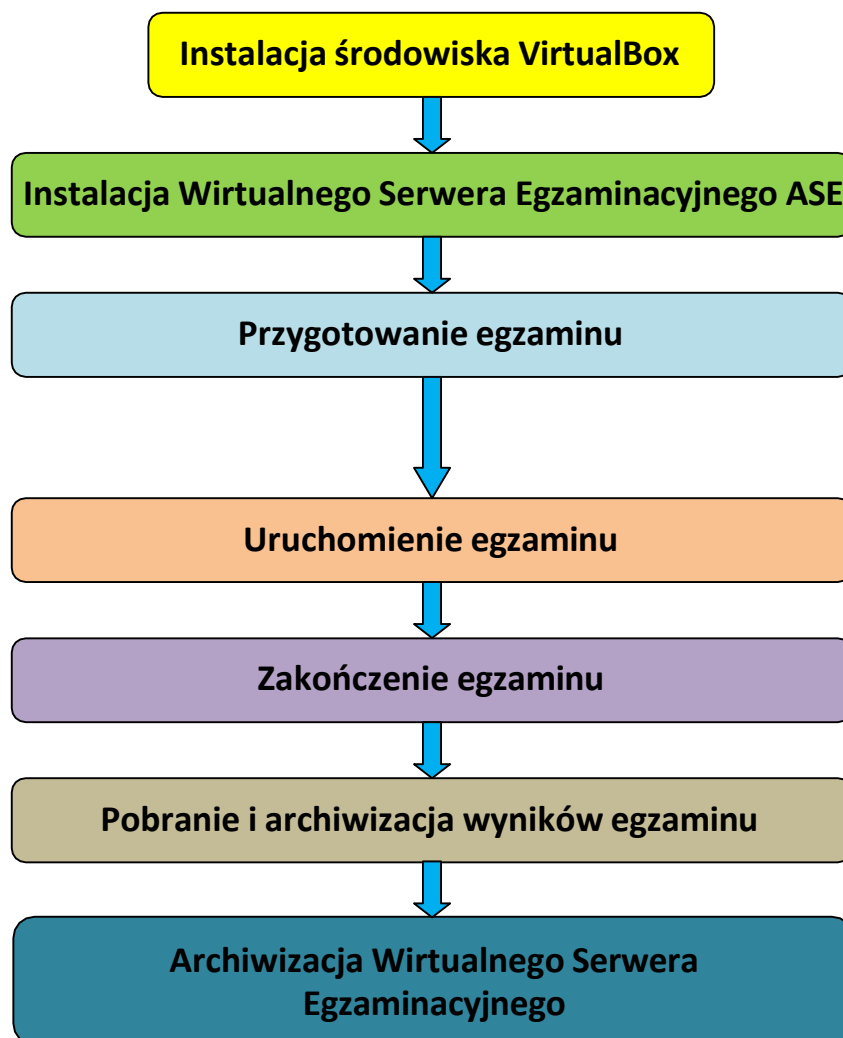 Instalacja środowiska VirtualBox
Instalacja Wirtualnego Serwera Egzaminacyjnego ASE
Przygotowanie egzaminu
Uruchomienie egzaminu
Zakończenie egzaminu
Pobranie i archiwizacja wyników egzaminu
Archiwizacja Wirtualnego Serwera
Egzaminacyjnego